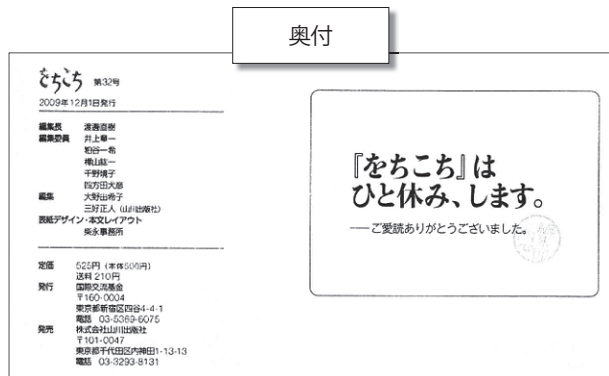 奥付
をちこち 第32号
2009年12月1日発行
編集長 渡邊直樹
編集委員 井上章一
粕谷一希
樺山紘一
千野境子
四方田犬彦
編集 大野出希子
三好正人（山川出版社）
表紙デザイン・本文レイアウト
柴永事務所
定価 525円（本体500円）
送料 210円
発行 国際交流基金
〒160-0004
東京都新宿区四谷4-4-1
電話 03-5369-6075
発売 株式会社山川出版社
〒101-0047
東京都千代田区内神田1-13-13
電話 03-3293-8131
『をちこち』は
ひと休み、します。
──ご愛読ありがとうございました。